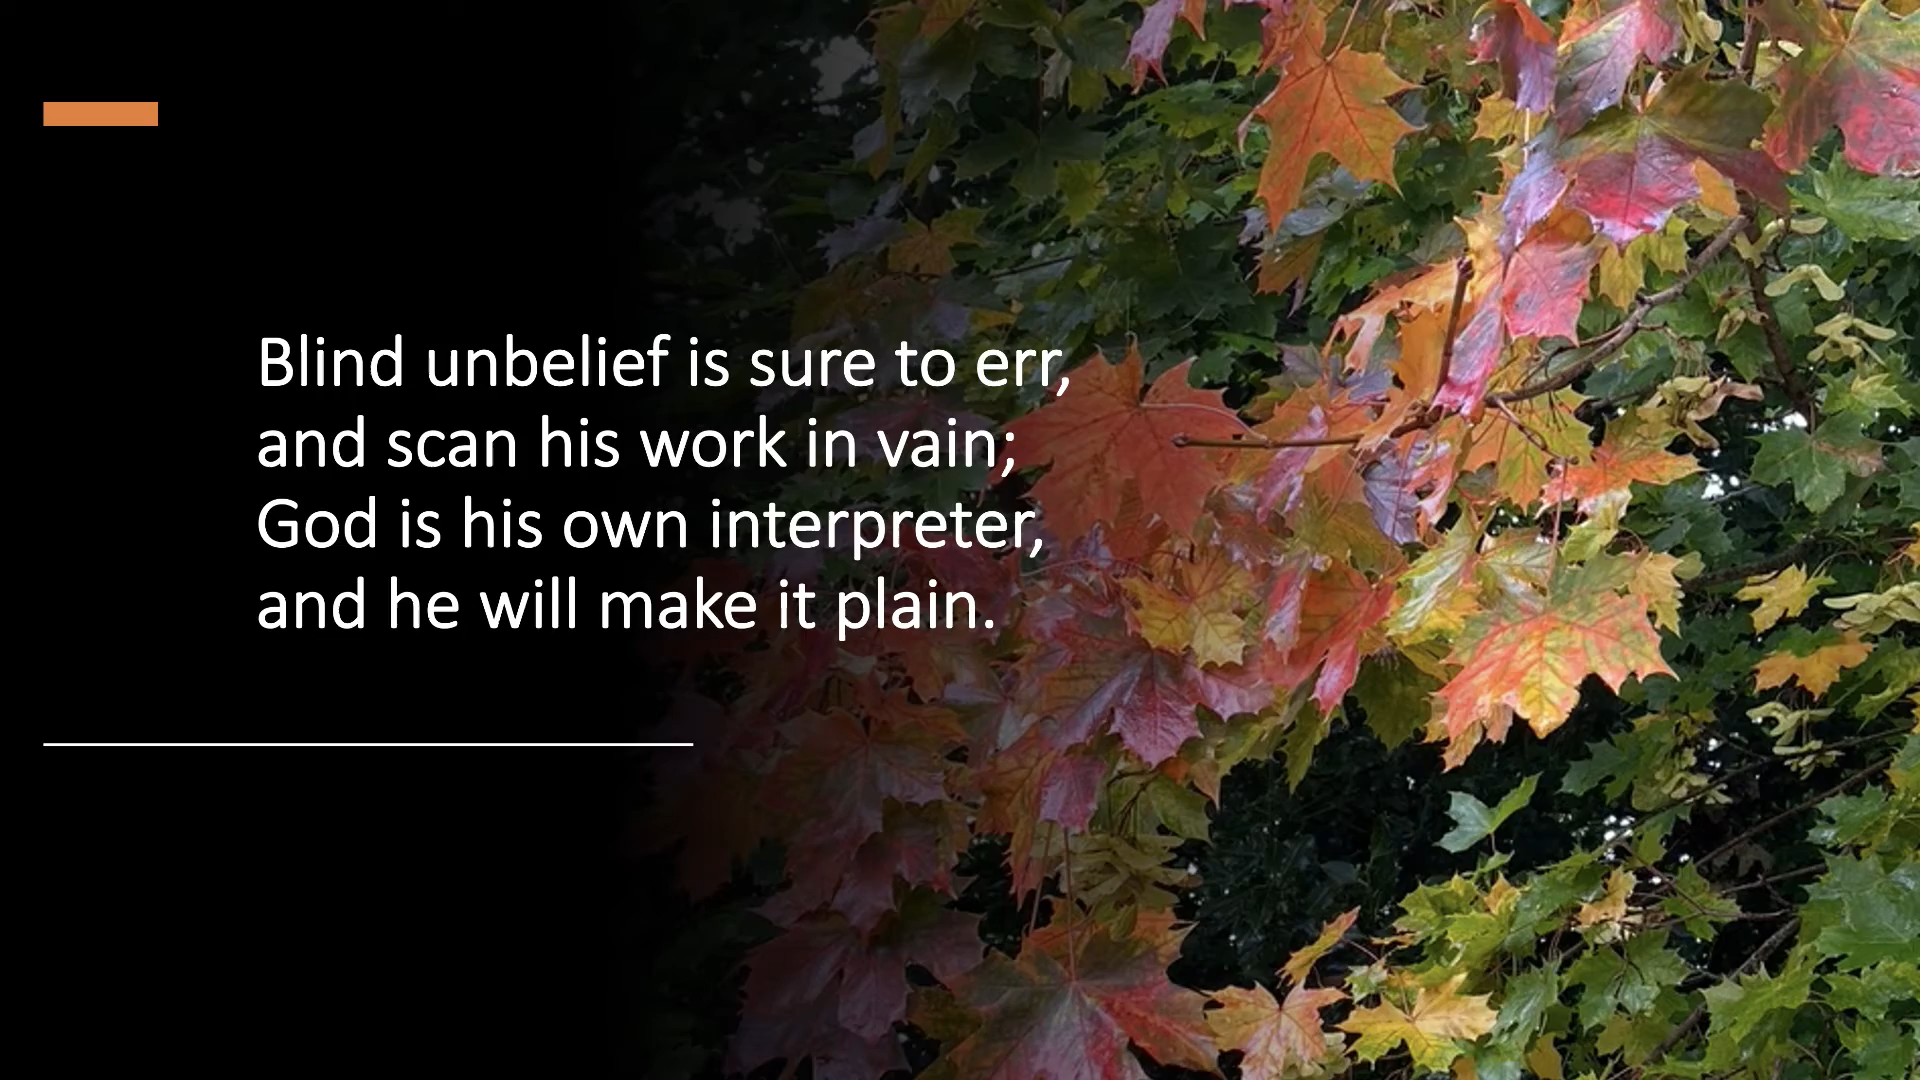 Blind unbelief is sure to err,
and scan his work in vain;
God is his own interpreter,
and he will make it plain.